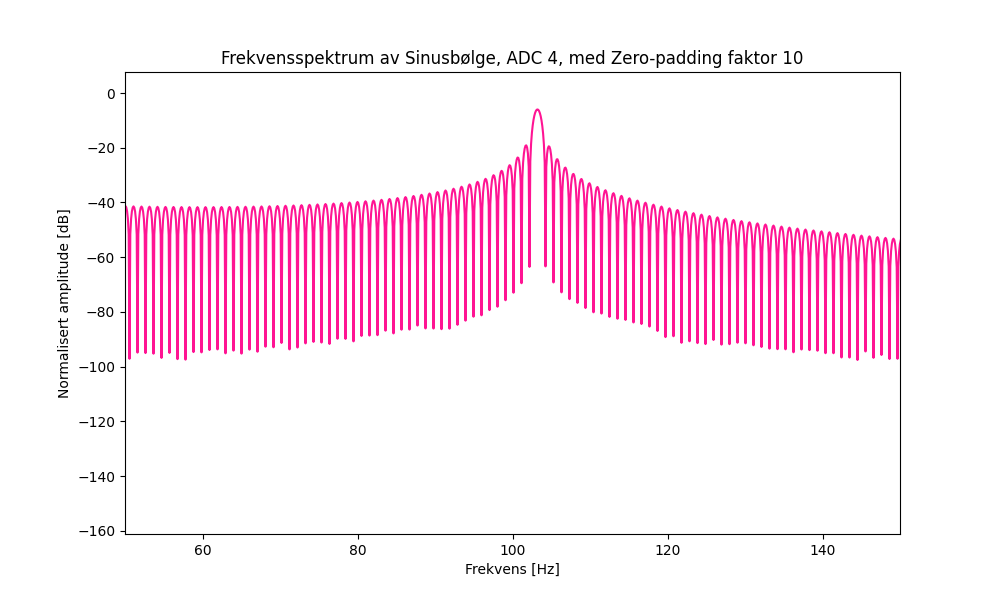 Frekvensspektrum av Sinusbølge, ADC 4, med Zero-padding faktor 10
0
−20
−40
−60
−80
−100
−120
−140
−160
Normalisert amplitude [dB]
60 80 100 120 140
Frekvens [Hz]